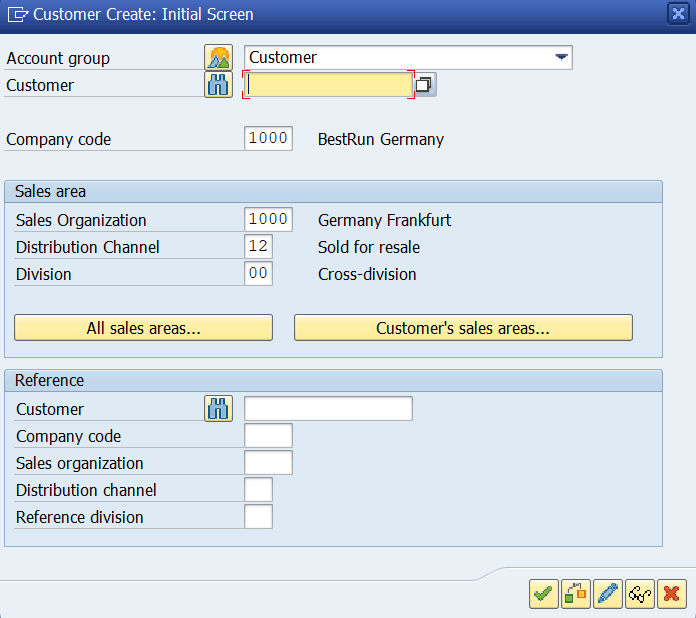 Customer Create: Initial Screen
Account group Customer
Customer
Company code 1000 BestRun Germany
Sales area
Sales Organization 1000 Germany Frankfurt
Distribution Channel 12 Sold for resale
Division 00 Cross-division
All sales areas... Customer's sales areas...
Reference
Customer
Company code
Sales organization
Distribution channel
Reference division